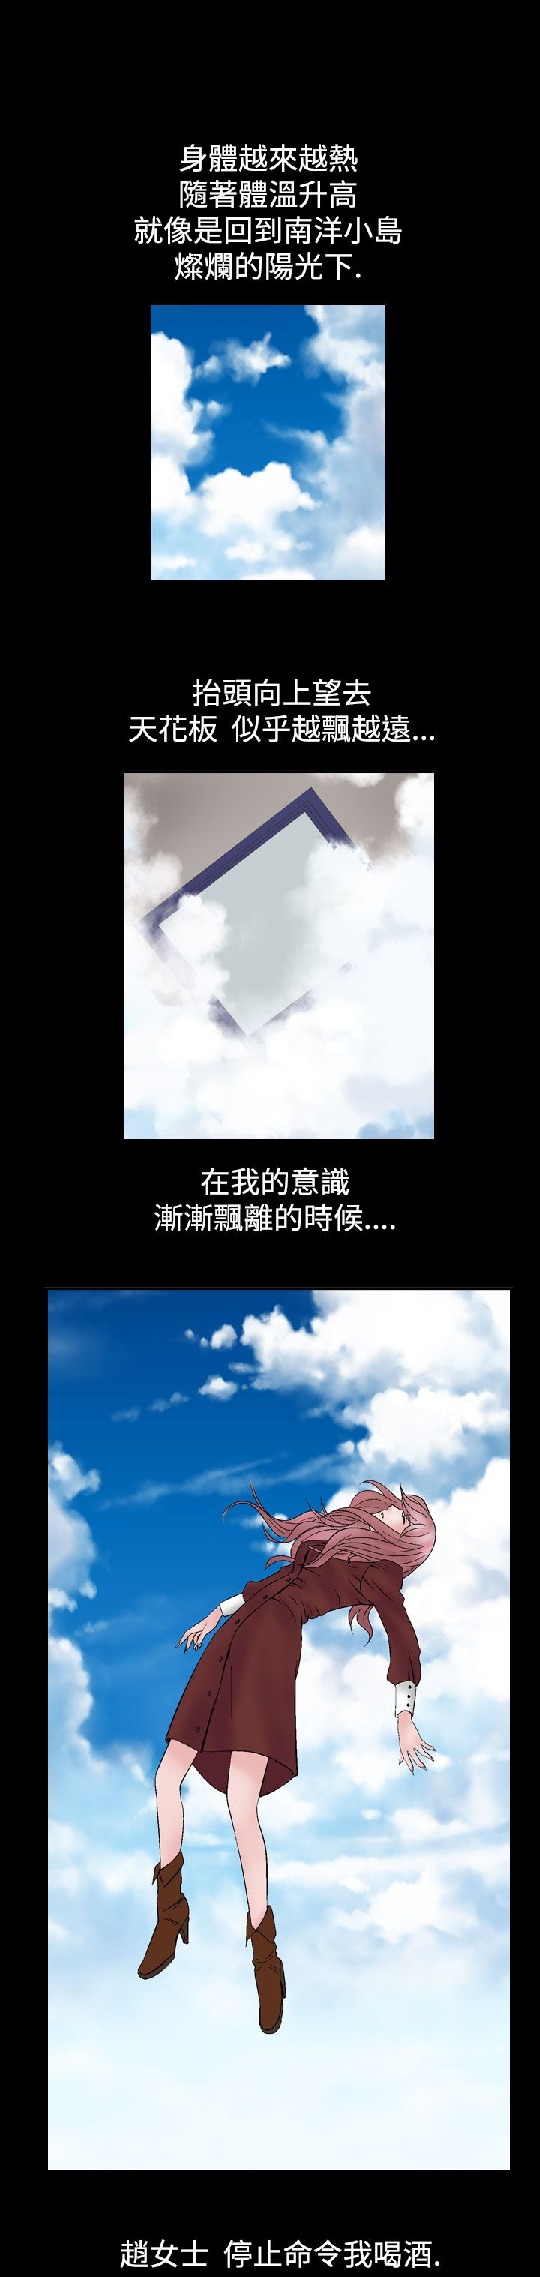 身體越來越熱
隨著體溫升高
就像是回到南洋小島
燦爛的陽光下.
抬頭向上望去
天花板 似乎越飄越遠...
在我的意識
漸漸飄離的時候....
趙女士 停止命令我喝酒.